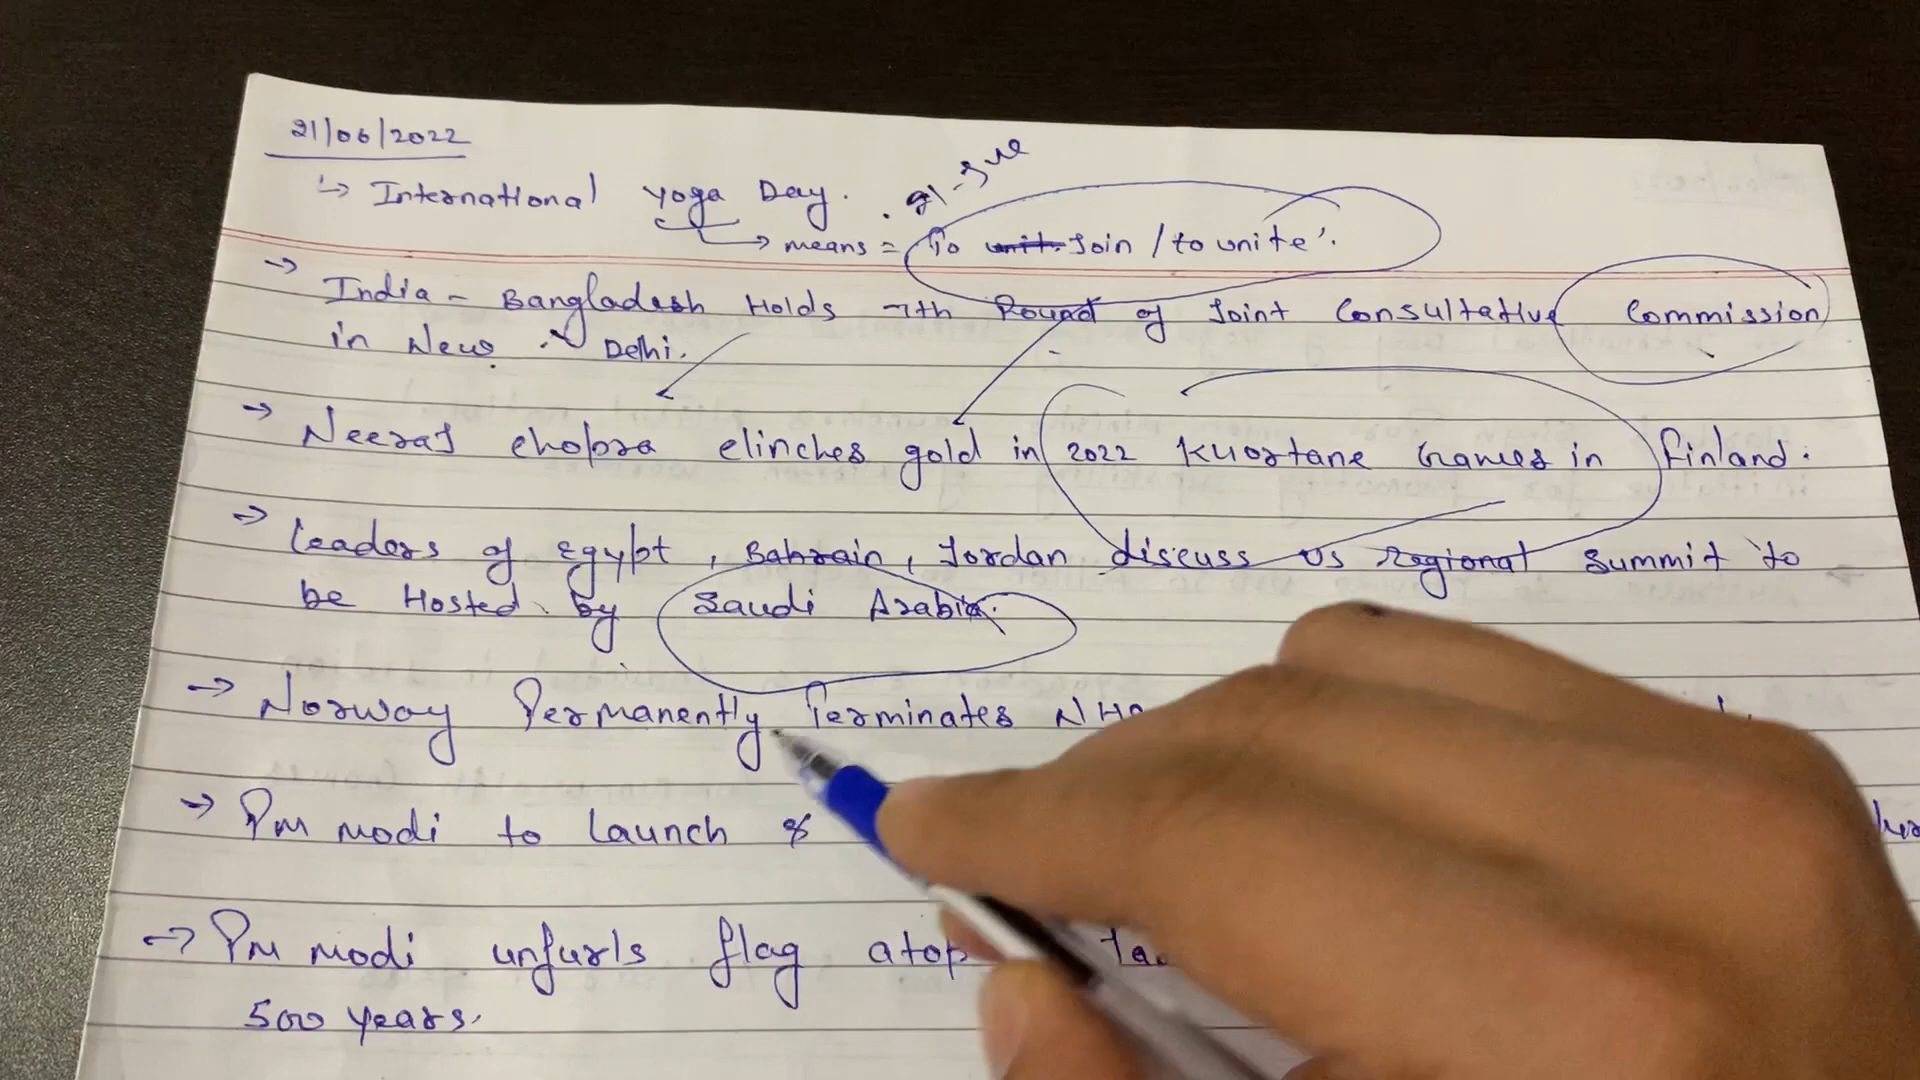 21/06/2022
↳ International Yoga Day. . 21-June
↳ means = To unit Join / to unite'.
→ India - Bangladesh Holds 7th Round of Joint Consultative Commission
in New Delhi.
→ Neeraj chopra clinches gold in 2022 Kuortane Games in Finland.
→ Leaders of Egypt, Bahrain, Jordan discuss US Regional Summit to
be Hosted by Saudi Arabia.
→ Norway Permanently Terminates
→ Pm modi to launch
→ Pm modi unfurls flag atop
500 years.